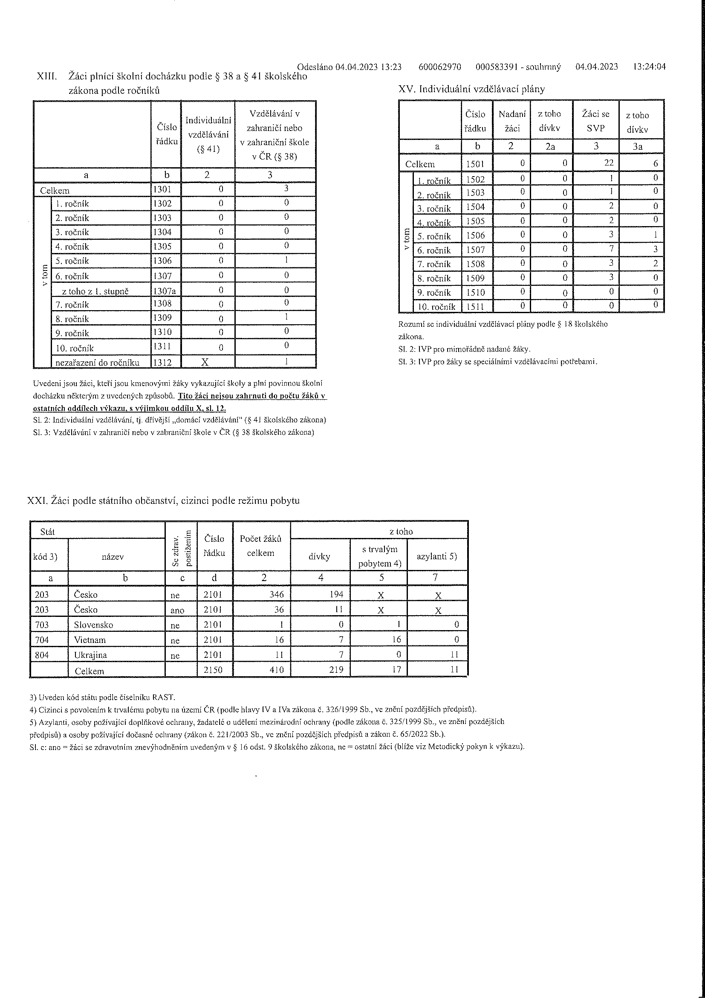 Odesláno 04.04.2023 13:23 600062970 000583391 - souhrnný 04.04.2023 13:24:04
XIII. Žáci plnící školní docházku podle § 38 a § 41 školského
zákona podle ročníků
Číslo řádku Individuální vzdělávání (§ 41) Vzdělávání v zahraničí nebo v zahraniční škole v ČR (§ 38)
a b 2 3
Celkem 1301 0 3
v tom
1. ročník 1302 0 0
2. ročník 1303 0 0
3. ročník 1304 0 0
4. ročník 1305 0 0
5. ročník 1306 0 1
6. ročník 1307 0 0
z toho z 1. stupně 1307a 0 0
7. ročník 1308 0 0
8. ročník 1309 0 1
9. ročník 1310 0 0
10. ročník 1311 0 0
nezařazení do ročníku 1312 X 1
Uvedeni jsou žáci, kteří jsou kmenovými žáky vykazující školy a plní povinnou školní
docházku některým z uvedených způsobů. Tito žáci nejsou zahrnuti do počtu žáků v
ostatních oddílech výkazu, s výjimkou oddílu X, sl. 12.
Sl. 2: Individuální vzdělávání, tj. dřívější „domácí vzdělávání“ (§ 41 školského zákona)
Sl. 3: Vzdělávání v zahraničí nebo v zahraniční škole v ČR (§ 38 školského zákona)
XV. Individuální vzdělávací plány
Číslo řádku Nadaní žáci z toho dívky Žáci se SVP z toho dívky
a b 2 2a 3 3a
Celkem 1501 0 0 22 6
v tom
1. ročník 1502 0 0 1 0
2. ročník 1503 0 0 1 0
3. ročník 1504 0 0 2 0
4. ročník 1505 0 0 2 0
5. ročník 1506 0 0 3 1
6. ročník 1507 0 0 7 3
7. ročník 1508 0 0 3 2
8. ročník 1509 0 0 3 0
9. ročník 1510 0 0 0 0
10. ročník 1511 0 0 0 0
Rozumí se individuální vzdělávací plány podle § 18 školského
zákona.
Sl. 2: IVP pro mimořádně nadané žáky.
Sl. 3: IVP pro žáky se speciálními vzdělávacími potřebami.
XXI. Žáci podle státního občanství, cizinci podle režimu pobytu
Stát Se zdrav. postižením Číslo řádku Počet žáků celkem z toho
kód 3) název dívky s trvalým pobytem 4) azylanti 5)
a b c d 2 4 5 7
203 Česko ne 2101 346 194 X X
203 Česko ano 2101 36 11 X X
703 Slovensko ne 2101 1 0 1 0
704 Vietnam ne 2101 16 7 16 0
804 Ukrajina ne 2101 11 7 0 11
Celkem 2150 410 219 17 11
3) Uveden kód státu podle číselníku RAST.
4) Cizinci s povolením k trvalému pobytu na území ČR (podle hlavy IV a IVa zákona č. 326/1999 Sb., ve znění pozdějších předpisů).
5) Azylanti, osoby požívající doplňkové ochrany, žadatelé o udělení mezinárodní ochrany (podle zákona č. 325/1999 Sb., ve znění pozdějších
předpisů) a osoby požívající dočasné ochrany (zákon č. 221/2003 Sb., ve znění pozdějších předpisů a zákon č. 65/2022 Sb.).
Sl. c: ano = žáci se zdravotním znevýhodněním uvedeným v § 16 odst. 9 školského zákona, ne = ostatní žáci (blíže viz Metodický pokyn k výkazu).